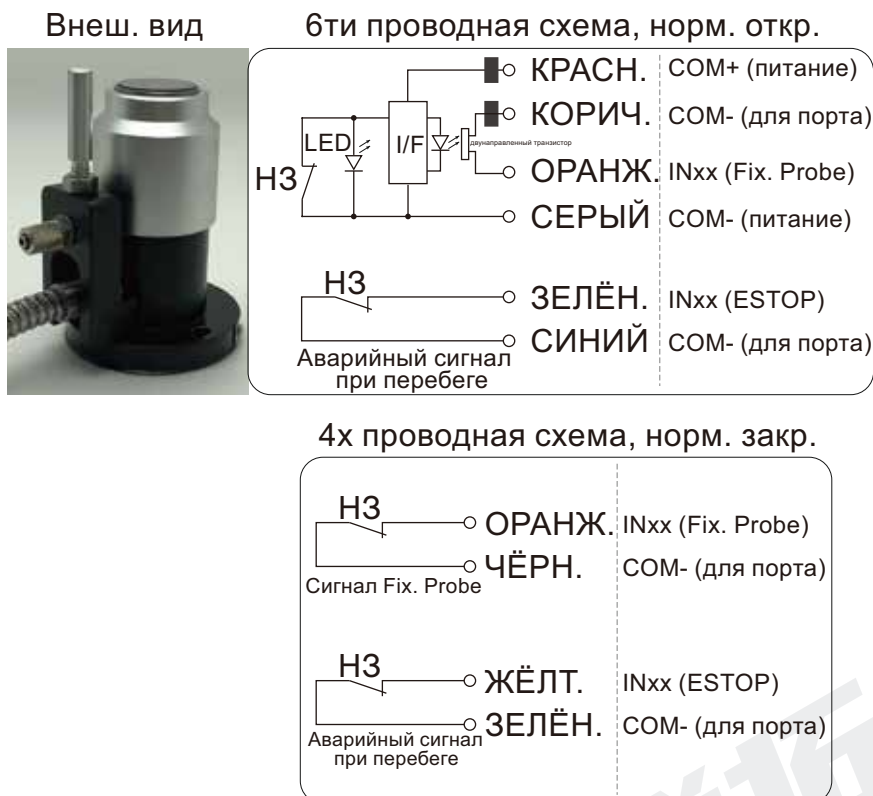 Внеш. вид
6ти проводная схема, норм. откр.
КРАСН. COM+ (питание)
КОРИЧ. COM- (для порта)
LED
I/F
двунаправленный транзистор
НЗ
ОРАНЖ. INxx (Fix. Probe)
СЕРЫЙ COM- (питание)
НЗ
ЗЕЛЁН. INxx (ESTOP)
СИНИЙ COM- (для порта)
Аварийный сигнал
при перебеге
4х проводная схема, норм. закр.
НЗ
ОРАНЖ. INxx (Fix. Probe)
ЧЁРН. COM- (для порта)
Сигнал Fix. Probe
НЗ
ЖЁЛТ. INxx (ESTOP)
ЗЕЛЁН. COM- (для порта)
Аварийный сигнал
при перебеге